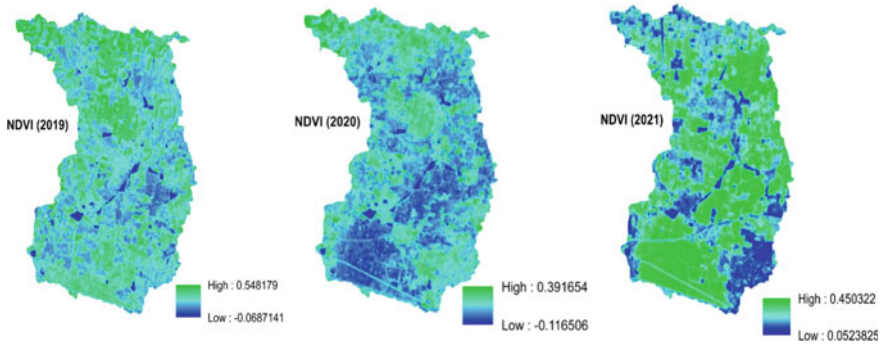 NDVI (2019)
High : 0.548179
Low : -0.0687141
NDVI (2020)
High : 0.391654
Low : -0.116506
NDVI (2021)
High : 0.450322
Low : 0.0523825